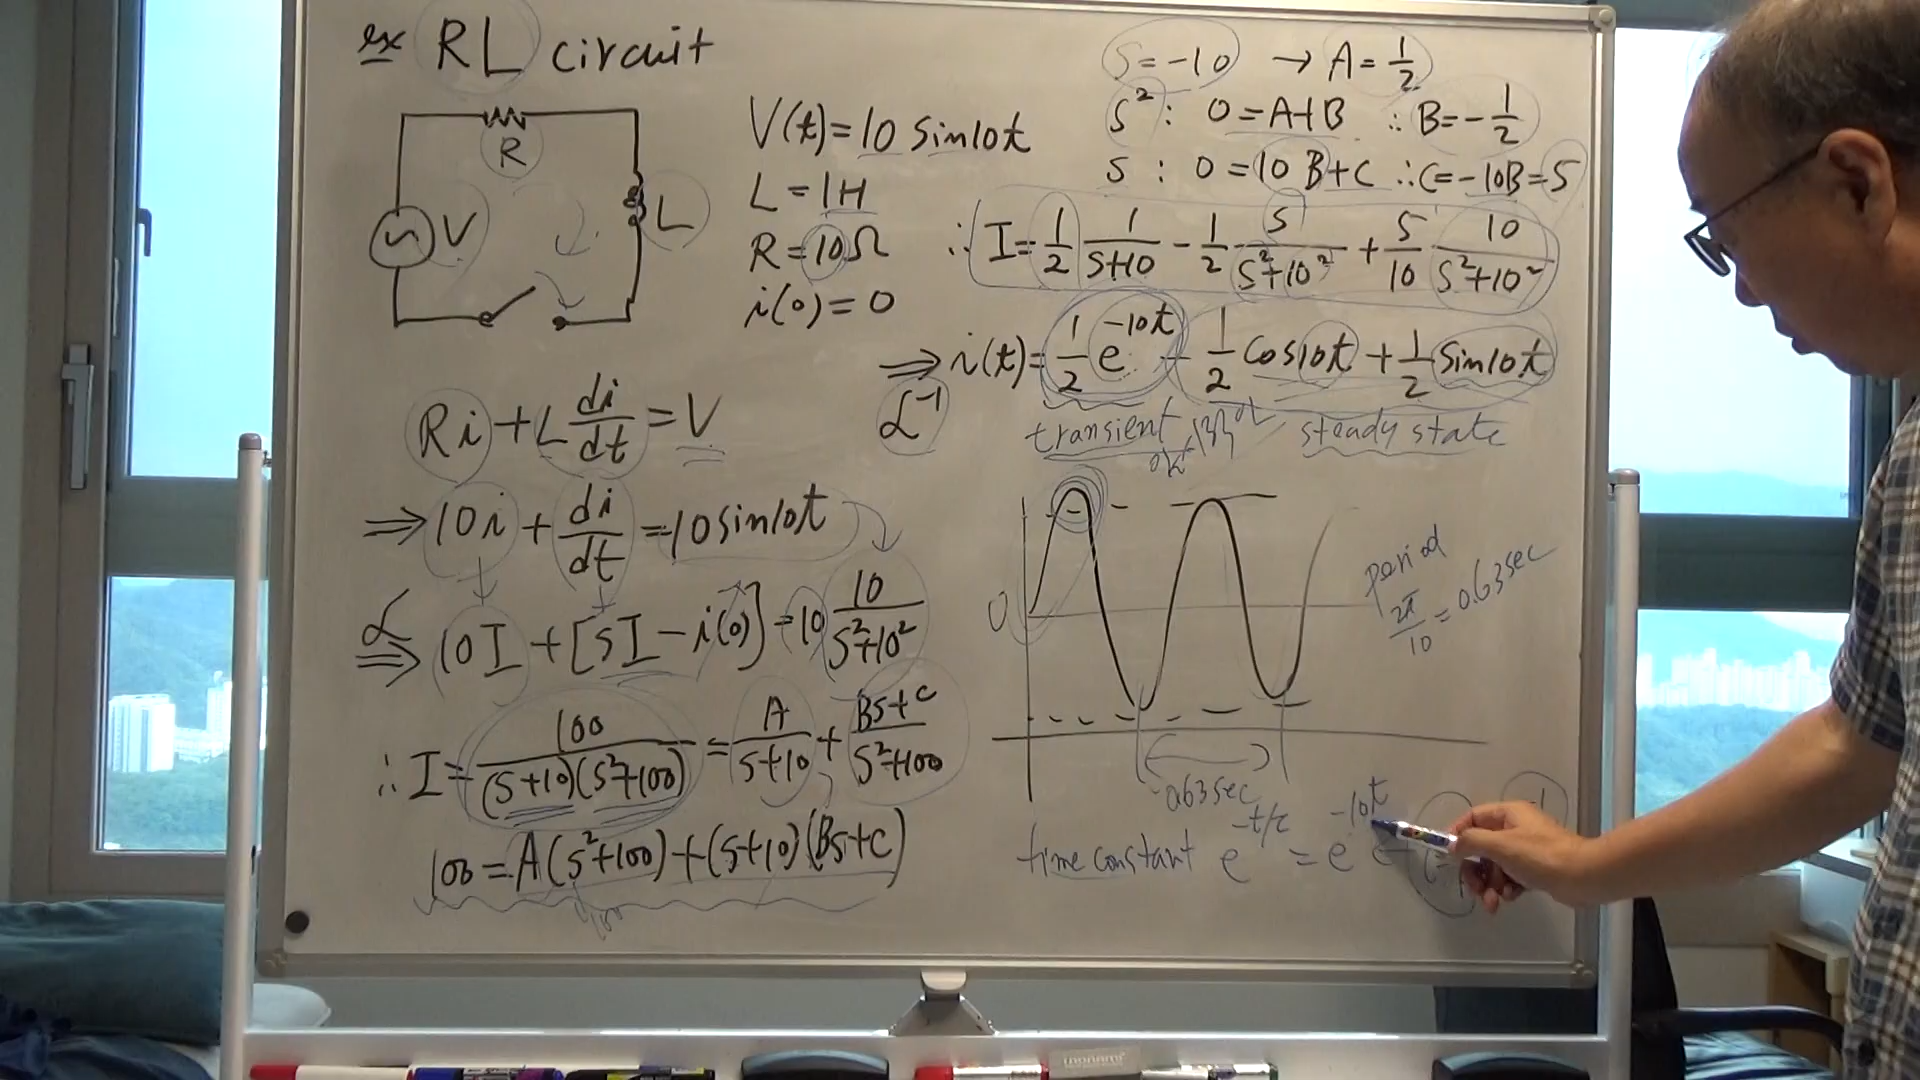 ex RL circuit
R
V
L
V(t)=10 sin10t
L=1H
R=10Ω
i(0)=0
Ri+L di/dt=V
⇒10i+di/dt=10sin10t
ℒ⇒ 10I+[sI-i(0)]=10 10/(s²+10²)
∴I=100/((s+10)(s²+100))=A/(s+10)+(Bs+C)/(s²+100)
100=A(s²+100)+(s+10)(Bs+C)
S=-10 → A=1/2
S²: 0=A+B ∴B=-1/2
S : 0=10B+C ∴C=-10B=5
∴ I=1/2 1/(s+10) - 1/2 s/(s²+10²) + 5/10 10/(s²+10²)
⇒ i(t)=1/2 e^(-10t) - 1/2 cos10t + 1/2 sin10t
ℒ⁻¹
transient
steady state
0
period
2π/10=0.63sec
0.63sec
time constant e^(-t/τ) = e^(-10t)
monami